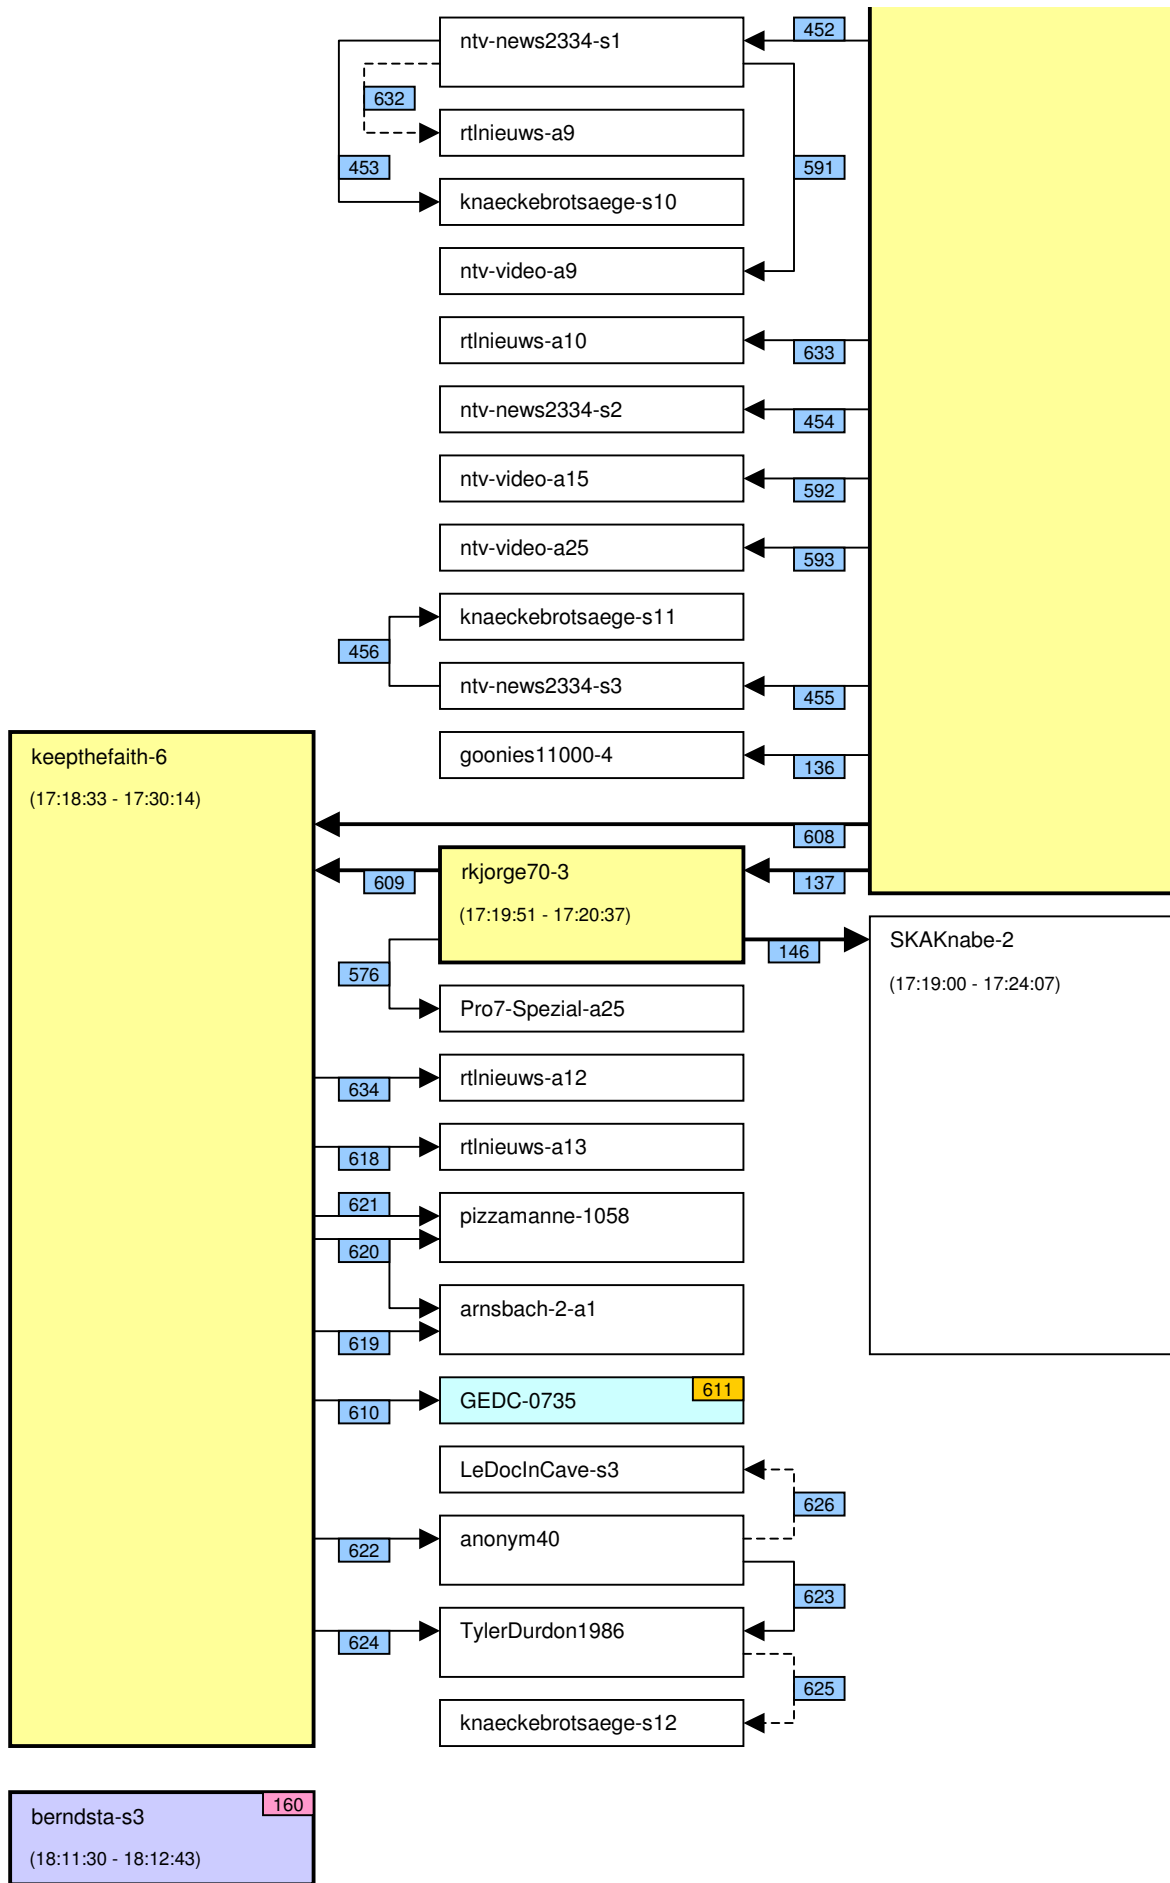 ntv-news2334-s1
452
632
rtlnieuws-a9
453
591
knaeckebrotsaege-s10
ntv-video-a9
rtlnieuws-a10
633
ntv-news2334-s2
454
ntv-video-a15
592
ntv-video-a25
593
knaeckebrotsaege-s11
456
ntv-news2334-s3
455
keepthefaith-6
(17:18:33 - 17:30:14)
goonies11000-4
136
608
rkjorge70-3
(17:19:51 - 17:20:37)
609
137
146
SKAKnabe-2
(17:19:00 - 17:24:07)
576
Pro7-Spezial-a25
rtlnieuws-a12
634
rtlnieuws-a13
618
621
pizzamanne-1058
620
arnsbach-2-a1
619
GEDC-0735
611
610
LeDocInCave-s3
626
anonym40
622
623
TylerDurdon1986
624
625
knaeckebrotsaege-s12
berndsta-s3
160
(18:11:30 - 18:12:43)